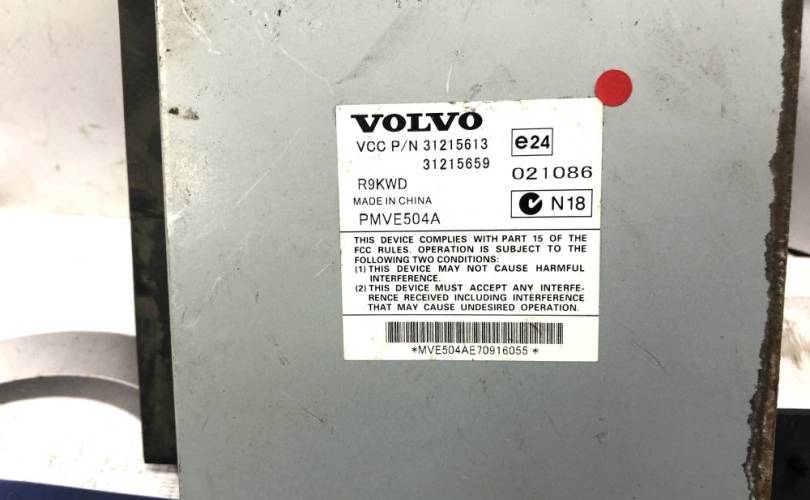 VOLVO
VCC P/N 31215613
31215659
e24
021086
R9KWD
MADE IN CHINA
N18
PMVE504A
THIS DEVICE COMPLIES WITH PART 15 OF THE
FCC RULES. OPERATION IS SUBJECT TO THE
FOLLOWING TWO CONDITIONS:
(1) THIS DEVICE MAY NOT CAUSE HARMFUL
INTERFERENCE.
(2) THIS DEVICE MUST ACCEPT ANY INTERFE-
RENCE RECEIVED INCLUDING INTERFERENCE
THAT MAY CAUSE UNDESIRED OPERATION.
*MVE504AE70916055*